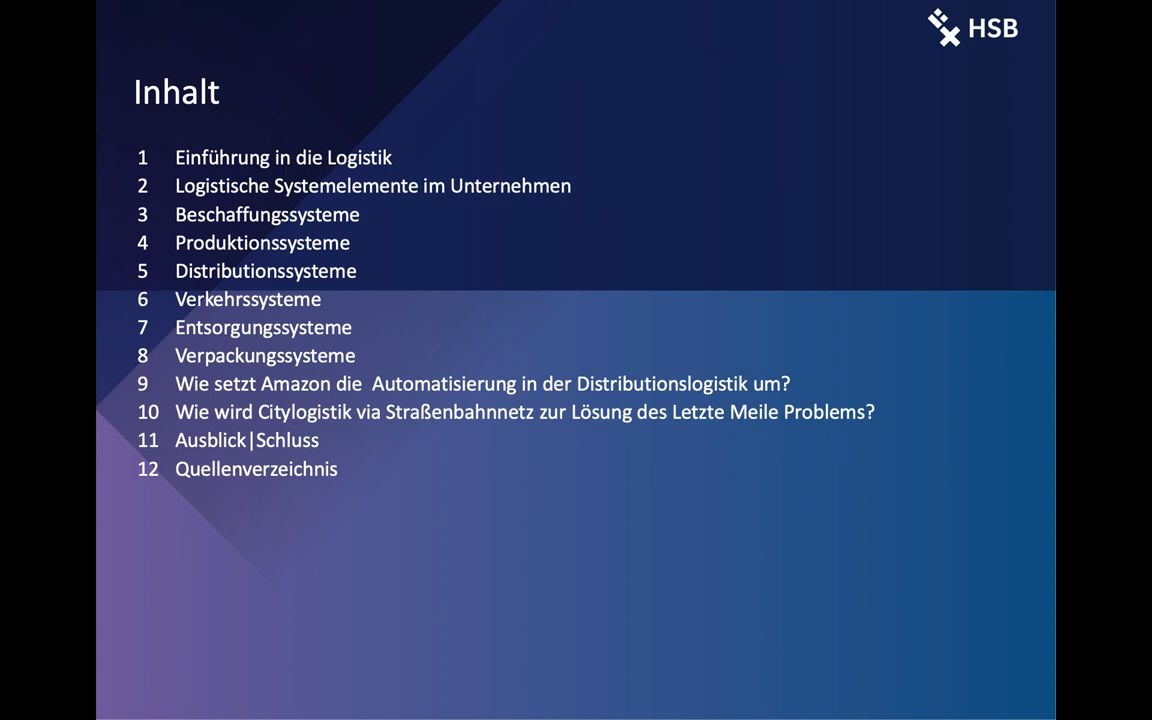 HSB
Inhalt
1 Einführung in die Logistik
2 Logistische Systemelemente im Unternehmen
3 Beschaffungssysteme
4 Produktionssysteme
5 Distributionssysteme
6 Verkehrssysteme
7 Entsorgungssysteme
8 Verpackungssysteme
9 Wie setzt Amazon die  Automatisierung in der Distributionslogistik um?
10 Wie wird Citylogistik via Straßenbahnnetz zur Lösung des Letzte Meile Problems?
11 Ausblick|Schluss
12 Quellenverzeichnis